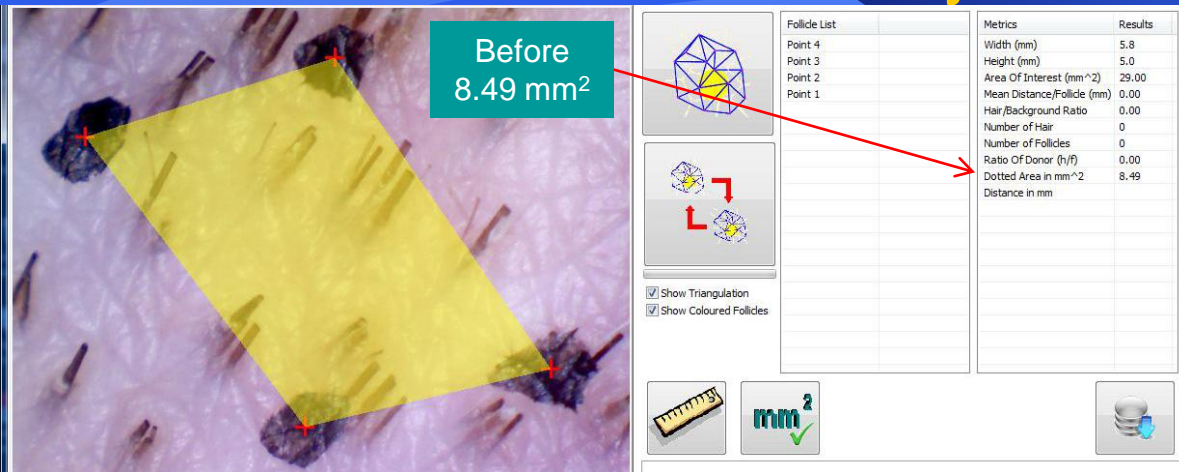 Before
8.49 mm²
Follicle List
Point 4
Point 3
Point 2
Point 1
Metrics Results
Width (mm) 5.8
Height (mm) 5.0
Area Of Interest (mm^2) 29.00
Mean Distance/Follicle (mm) 0.00
Hair/Background Ratio 0.00
Number of Hair 0
Number of Follicles 0
Ratio Of Donor (h/f) 0.00
Dotted Area in mm^2 8.49
Distance in mm
Show Triangulation
Show Coloured Follicles
mm²